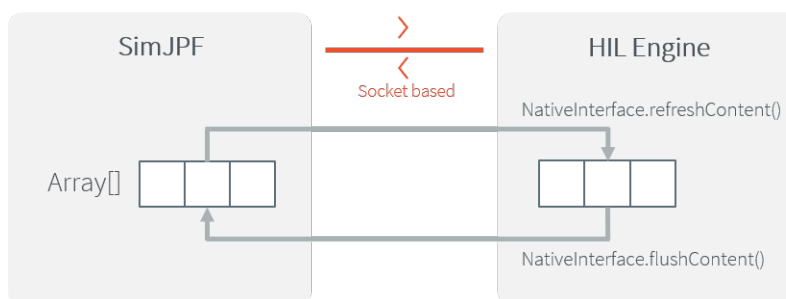 SimJPF
HIL Engine
Socket based
NativeInterface.refreshContent()
Array[]
NativeInterface.flushContent()